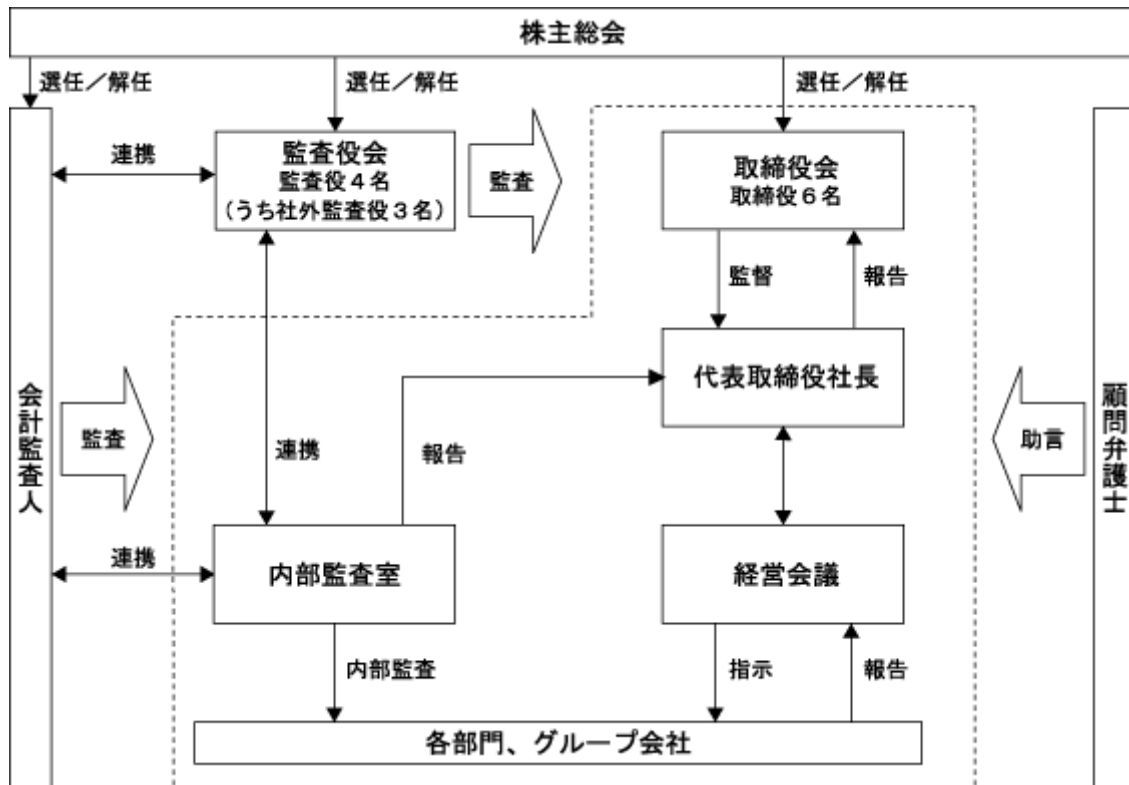 株主総会
選任／解任
選任／解任
選任／解任
連携
監査役会
監査役４名
（うち社外監査役３名）
監査
取締役会
取締役６名
監督
報告
代表取締役社長
会計監査人
監査
連携
報告
助言
顧問弁護士
連携
内部監査室
経営会議
内部監査
指示
報告
各部門、グループ会社